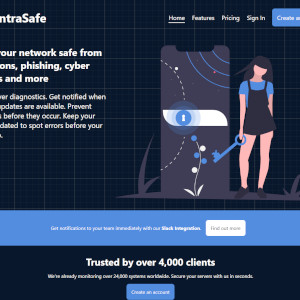 ntraSafe
Home Features Pricing Sign In Create
your network safe from
ons, phishing, cyber
s and more
ver diagnostics. Get notified when
updates are available. Prevent
s before they occur. Keep your
dated to spot errors before your
Get notifications to your team immediately with our Slack Integration. Find out more
Trusted by over 4,000 clients
We're already monitoring over 24,000 systems worldwide. Secure your servers with us in seconds.
Create an account